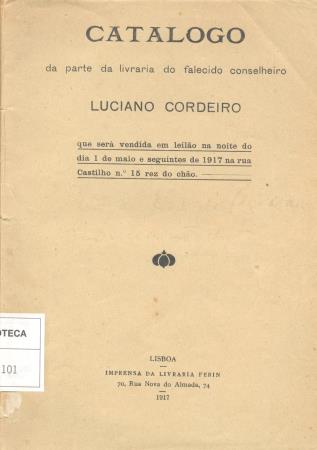 CATALOGO
da parte da livraria do falecido conselheiro
LUCIANO CORDEIRO
que será vendida em leilão na noite do
dia 1 de maio e seguintes de 1917 na rua
Castilho n.º 15 rez do chão.
OTECA
101
LISBOA
IMPRENSA DA LIVRARIA FERIN
70, Rua Nova do Almada, 74
1917